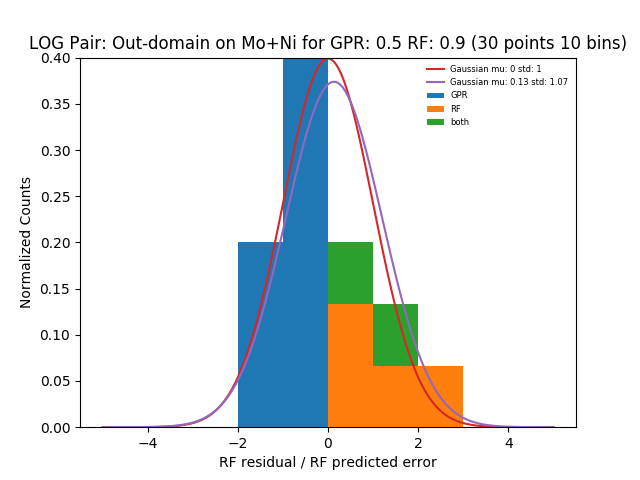 LOG Pair: Out-domain on Mo+Ni for GPR: 0.5 RF: 0.9 (30 points 10 bins)
Gaussian mu: 0 std: 1
Gaussian mu: 0.13 std: 1.07
GPR
RF
both
Normalized Counts
0.40
0.35
0.30
0.25
0.20
0.15
0.10
0.05
0.00
−4 −2 0 2 4
RF residual / RF predicted error